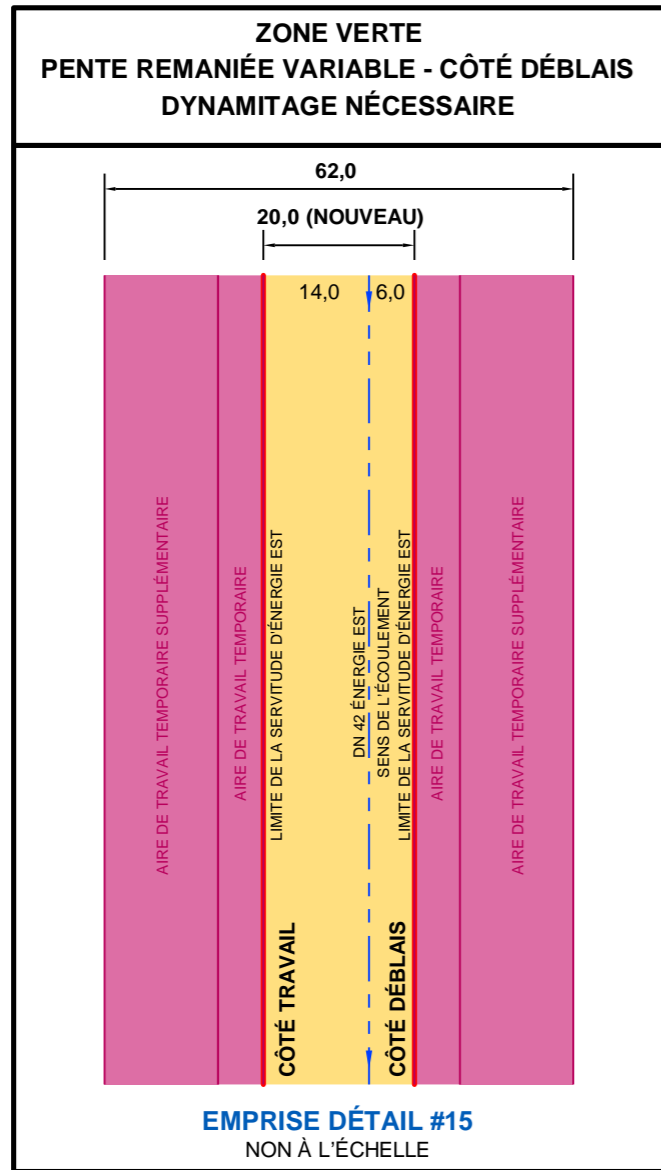 ZONE VERTE
PENTE REMANIÉE VARIABLE - CÔTÉ DÉBLAIS
DYNAMITAGE NÉCESSAIRE
62,0
20,0 (NOUVEAU)
14,0
6,0
AIRE DE TRAVAIL TEMPORAIRE SUPPLÉMENTAIRE
AIRE DE TRAVAIL TEMPORAIRE
LIMITE DE LA SERVITUDE D'ÉNERGIE EST
DN 42 ÉNERGIE EST
SENS DE L'ÉCOULEMENT
LIMITE DE LA SERVITUDE D'ÉNERGIE EST
AIRE DE TRAVAIL TEMPORAIRE
AIRE DE TRAVAIL TEMPORAIRE SUPPLÉMENTAIRE
CÔTÉ TRAVAIL
CÔTÉ DÉBLAIS
EMPRISE DÉTAIL #15
NON À L'ÉCHELLE